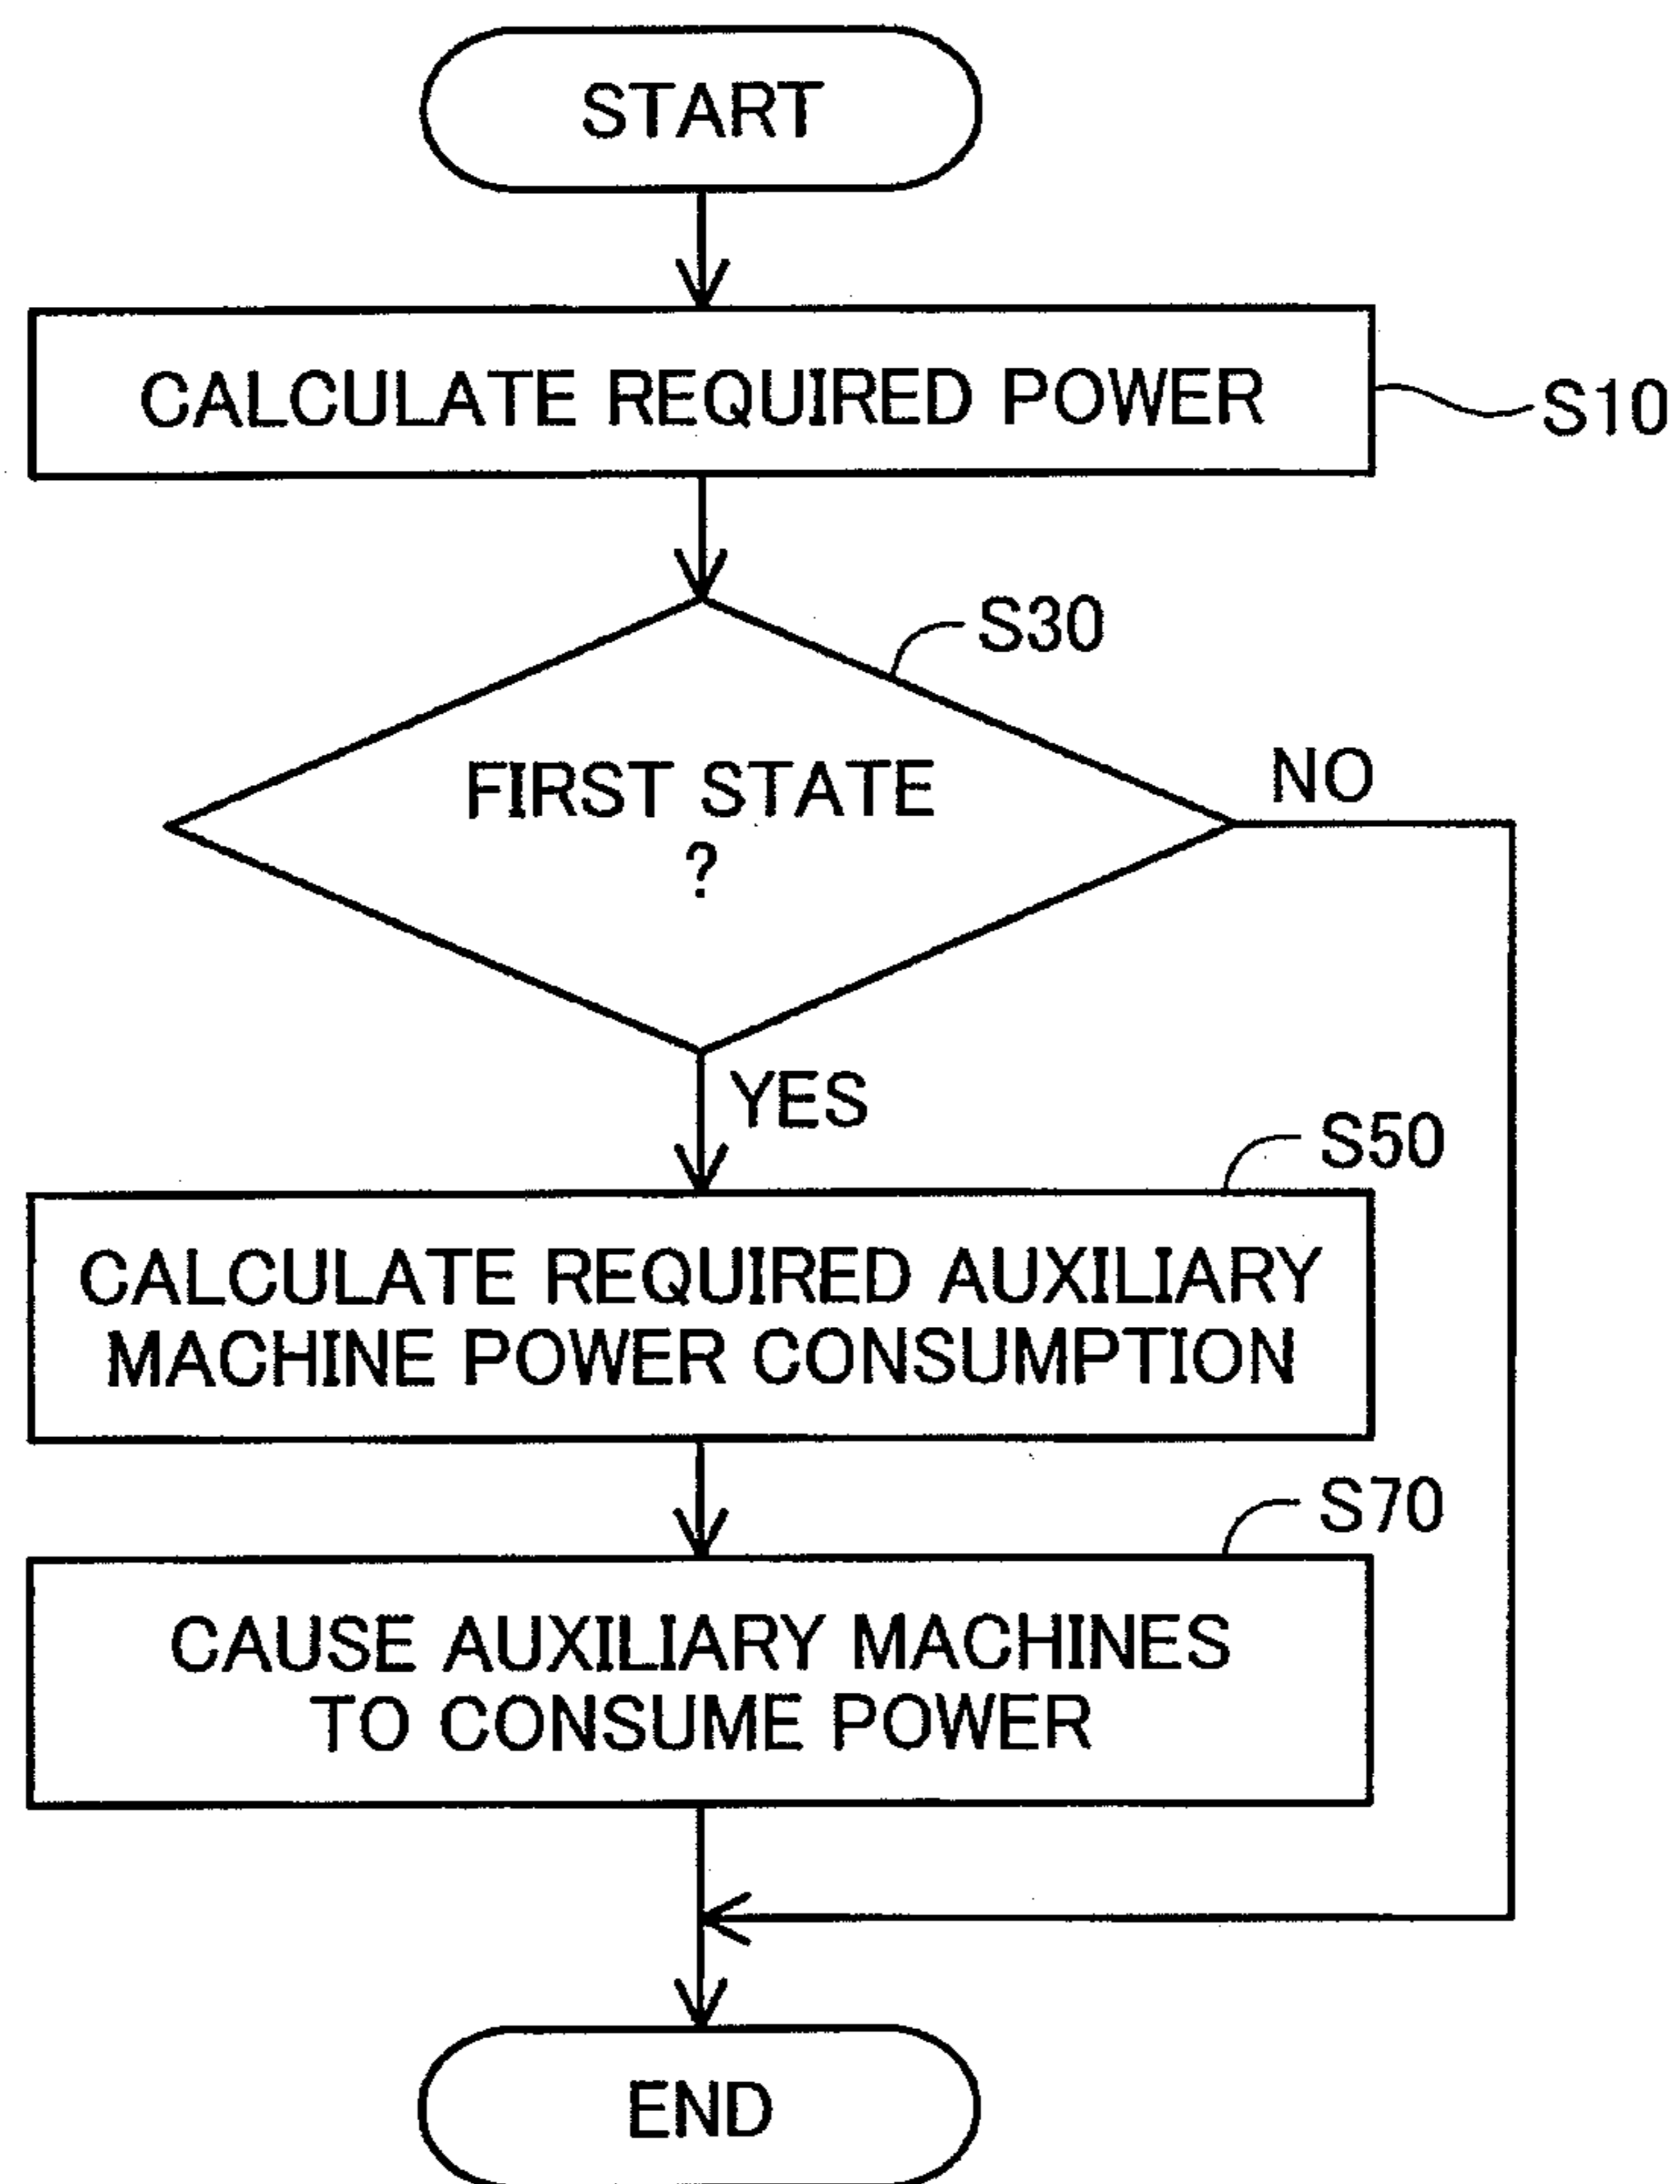 START
CALCULATE REQUIRED POWER
S10
S30
FIRST STATE
?
NO
YES
S50
CALCULATE REQUIRED AUXILIARY
MACHINE POWER CONSUMPTION
S70
CAUSE AUXILIARY MACHINES
TO CONSUME POWER
END